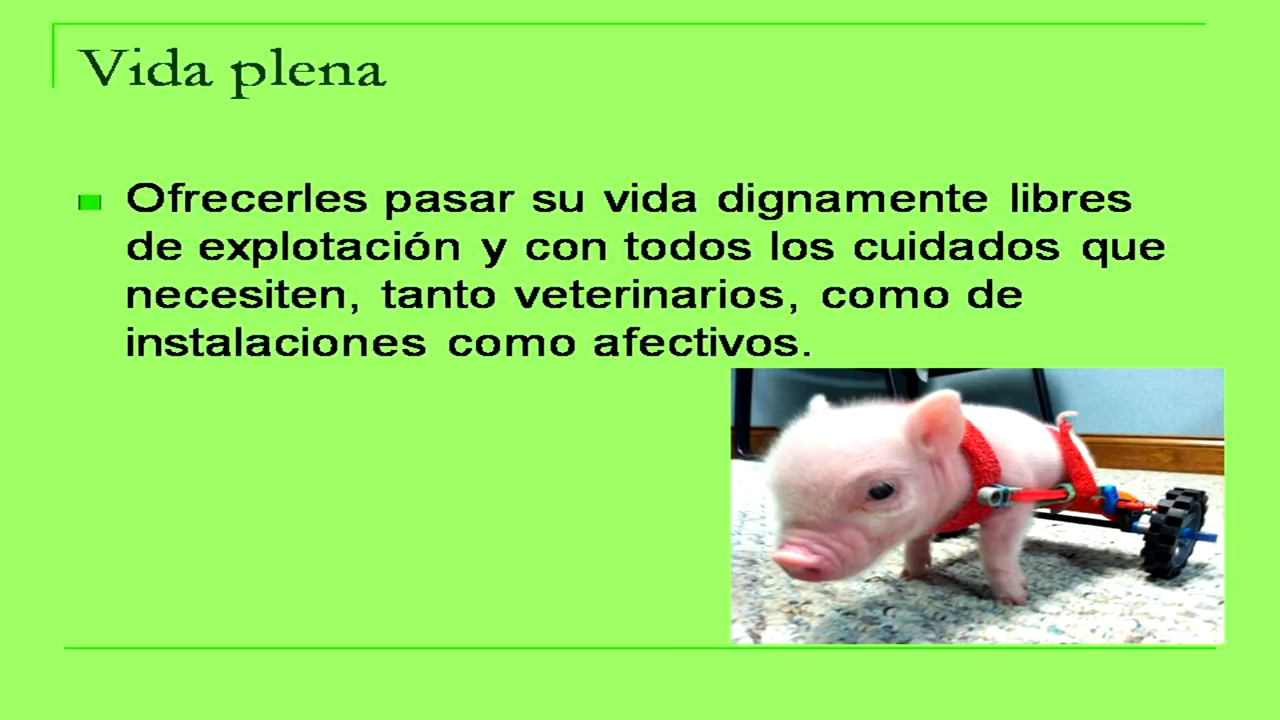 Vida plena
Ofrecerles pasar su vida dignamente libres
de explotación y con todos los cuidados que
necesiten, tanto veterinarios, como de
instalaciones como afectivos.